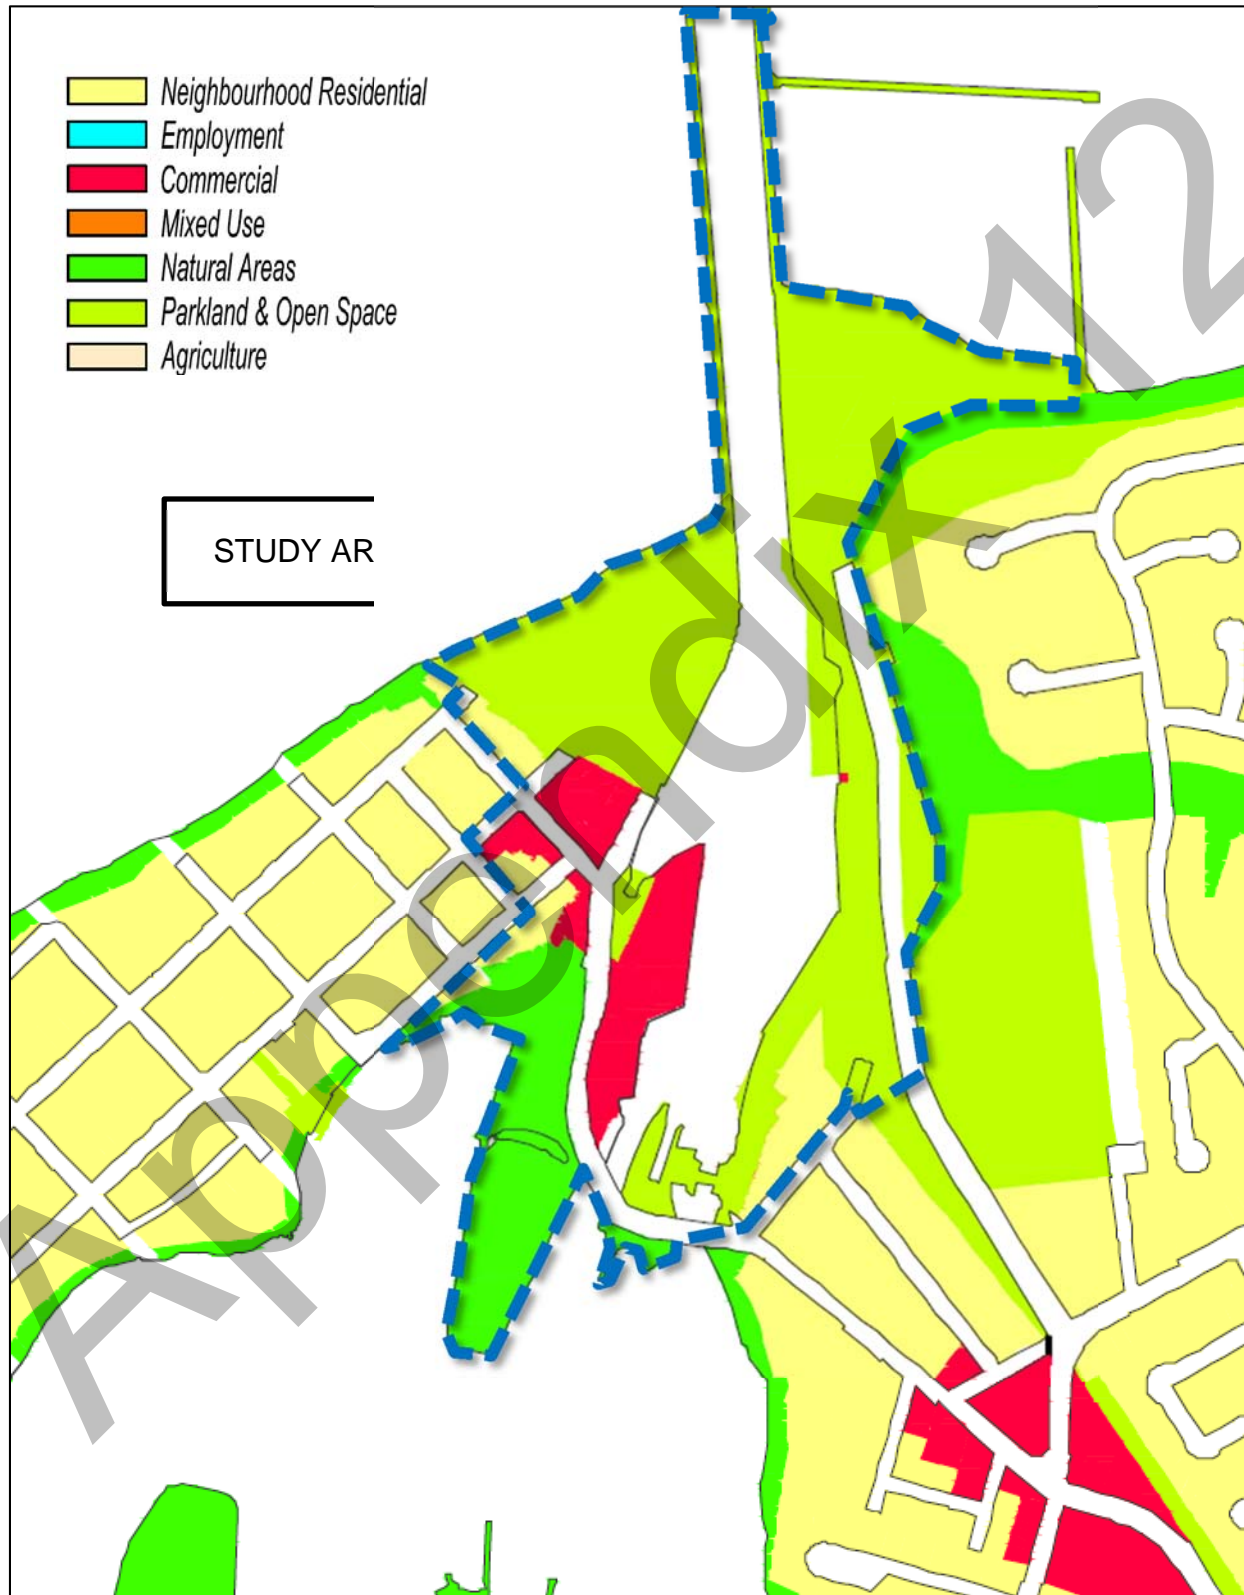 Neighbourhood Residential
Employment
Commercial
Mixed Use
Natural Areas
Parkland & Open Space
Agriculture
STUDY AR
Appendix 12